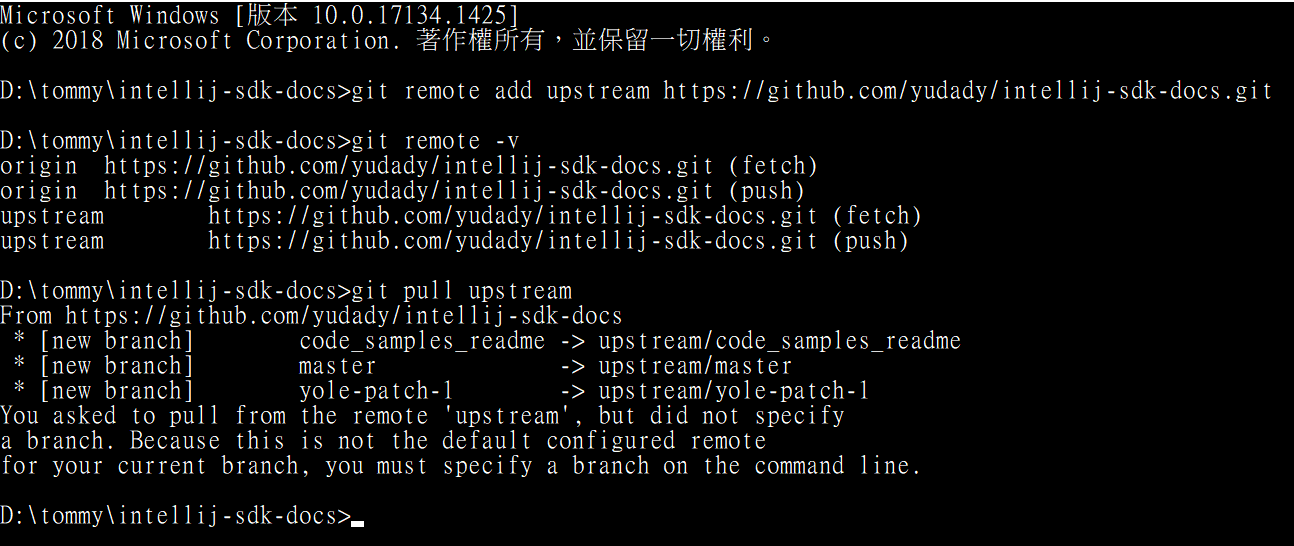 Microsoft Windows [版本 10.0.17134.1425]
(c) 2018 Microsoft Corporation. 著作權所有，並保留一切權利。
D:\tommy\intellij-sdk-docs>git remote add upstream https://github.com/yudady/intellij-sdk-docs.git
D:\tommy\intellij-sdk-docs>git remote -v
origin  https://github.com/yudady/intellij-sdk-docs.git (fetch)
origin  https://github.com/yudady/intellij-sdk-docs.git (push)
upstream        https://github.com/yudady/intellij-sdk-docs.git (fetch)
upstream        https://github.com/yudady/intellij-sdk-docs.git (push)
D:\tommy\intellij-sdk-docs>git pull upstream
From https://github.com/yudady/intellij-sdk-docs
 * [new branch]        code_samples_readme -> upstream/code_samples_readme
 * [new branch]        master              -> upstream/master
 * [new branch]        yole-patch-1        -> upstream/yole-patch-1
You asked to pull from the remote 'upstream', but did not specify
a branch. Because this is not the default configured remote
for your current branch, you must specify a branch on the command line.
D:\tommy\intellij-sdk-docs>